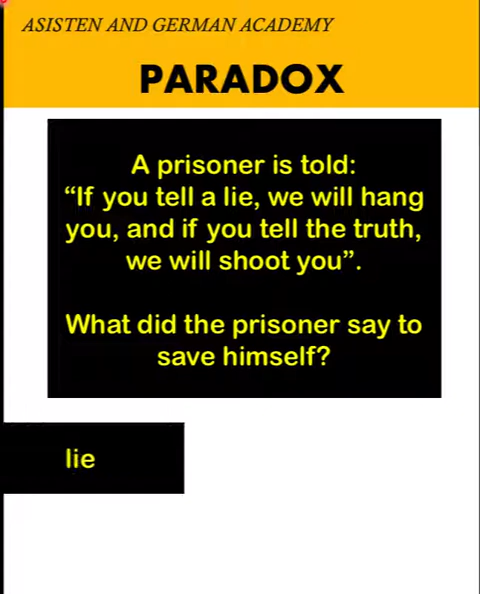 ASISTEN AND GERMAN ACADEMY
PARADOX
A prisoner is told:
“If you tell a lie, we will hang
you, and if you tell the truth,
we will shoot you”.
What did the prisoner say to
save himself?
lie